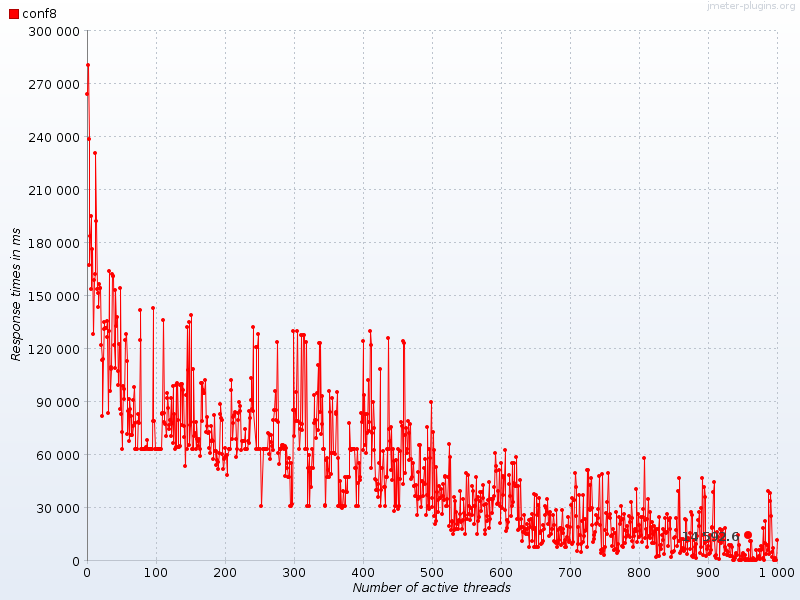 jmeter-plugins.org
conf8
300 000
270 000
240 000
210 000
180 000
150 000
120 000
90 000
60 000
30 000
0
Response times in ms
0 100 200 300 400 500 600 700 800 900 1 000
Number of active threads